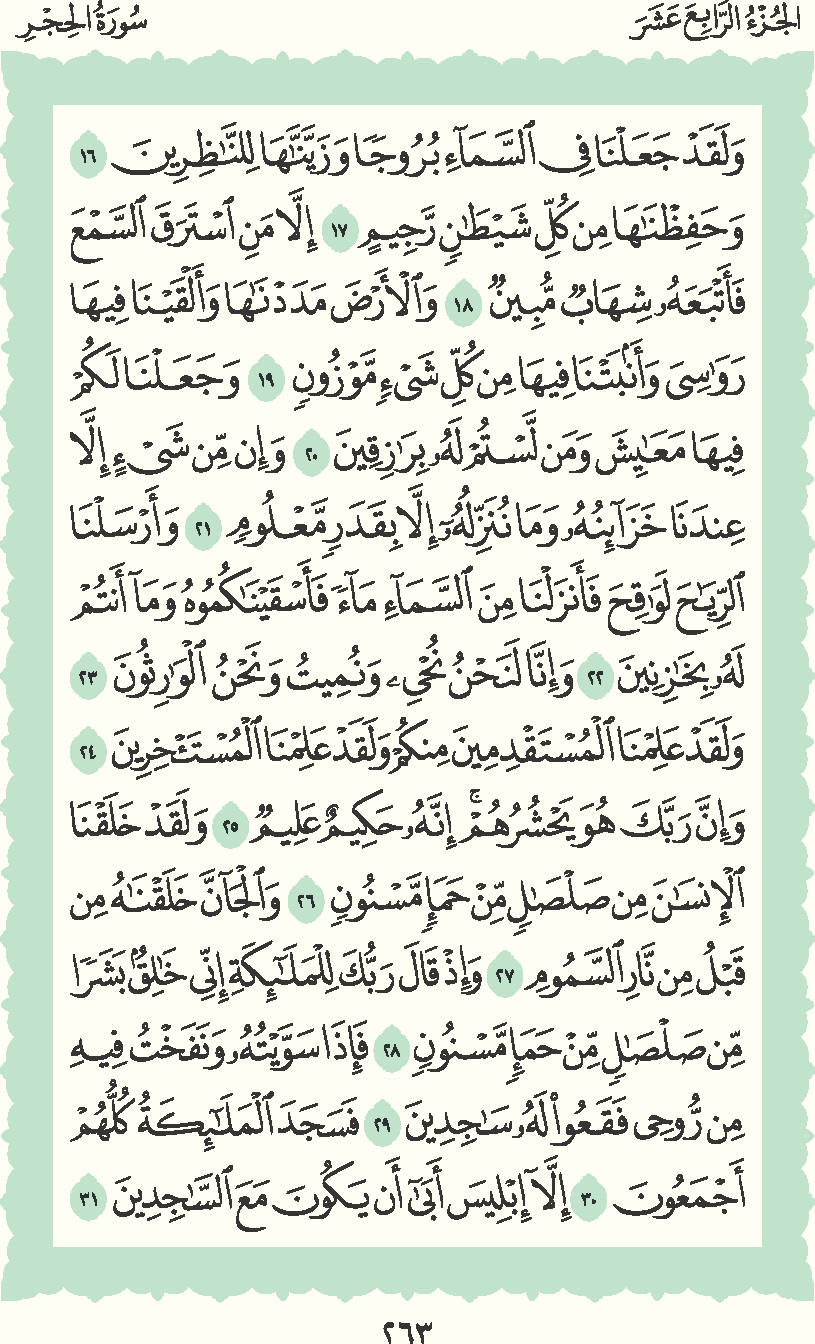 الجُزْءُ الرَّابِعَ عَشَرَ
سُورَةُ الحِجْرِ
وَلَقَدْ جَعَلْنَا فِي ٱلسَّمَآءِ بُرُوجٗا وَزَيَّنَّٰهَا لِلنَّٰظِرِينَ ١٦
وَحَفِظْنَٰهَا مِن كُلِّ شَيْطَٰنٖ رَّجِيمٍ ١٧ إِلَّا مَنِ ٱسْتَرَقَ ٱلسَّمْعَ
فَأَتْبَعَهُۥ شِهَابٞ مُّبِينٞ ١٨ وَٱلْأَرْضَ مَدَدْنَٰهَا وَأَلْقَيْنَا فِيهَا
رَوَٰسِيَ وَأَنۢبَتْنَا فِيهَا مِن كُلِّ شَيْءٖ مَّوْزُونٖ ١٩ وَجَعَلْنَا لَكُمْ
فِيهَا مَعَٰيِشَ وَمَن لَّسْتُمْ لَهُۥ بِرَٰزِقِينَ ٢٠ وَإِن مِّن شَيْءٍ إِلَّا
عِندَنَا خَزَآئِنُهُۥ وَمَا نُنَزِّلُهُۥٓ إِلَّا بِقَدَرٖ مَّعْلُومٖ ٢١ وَأَرْسَلْنَا
ٱلرِّيَٰحَ لَوَٰقِحَ فَأَنزَلْنَا مِنَ ٱلسَّمَآءِ مَآءٗ فَأَسْقَيْنَٰكُمُوهُ وَمَآ أَنتُمْ
لَهُۥ بِخَٰزِنِينَ ٢٢ وَإِنَّا لَنَحْنُ نُحْيِۦ وَنُمِيتُ وَنَحْنُ ٱلْوَٰرِثُونَ ٢٣
وَلَقَدْ عَلِمْنَا ٱلْمُسْتَقْدِمِينَ مِنكُمْ وَلَقَدْ عَلِمْنَا ٱلْمُسْتَـْٔخِرِينَ ٢٤
وَإِنَّ رَبَّكَ هُوَ يَحْشُرُهُمْۚ إِنَّهُۥ حَكِيمٌ عَلِيمٞ ٢٥ وَلَقَدْ خَلَقْنَا
ٱلْإِنسَٰنَ مِن صَلْصَٰلٖ مِّنْ حَمَإٖ مَّسْنُونٖ ٢٦ وَٱلْجَآنَّ خَلَقْنَٰهُ مِن
قَبْلُ مِن نَّارِ ٱلسَّمُومِ ٢٧ وَإِذْ قَالَ رَبُّكَ لِلْمَلَٰٓئِكَةِ إِنِّي خَٰلِقُۢ بَشَرٗا
مِّن صَلْصَٰلٖ مِّنْ حَمَإٖ مَّسْنُونٖ ٢٨ فَإِذَا سَوَّيْتُهُۥ وَنَفَخْتُ فِيهِ
مِن رُّوحِي فَقَعُوا۟ لَهُۥ سَٰجِدِينَ ٢٩ فَسَجَدَ ٱلْمَلَٰٓئِكَةُ كُلُّهُمْ
أَجْمَعُونَ ٣٠ إِلَّآ إِبْلِيسَ أَبَىٰٓ أَن يَكُونَ مَعَ ٱلسَّٰجِدِينَ ٣١
٢٦٣